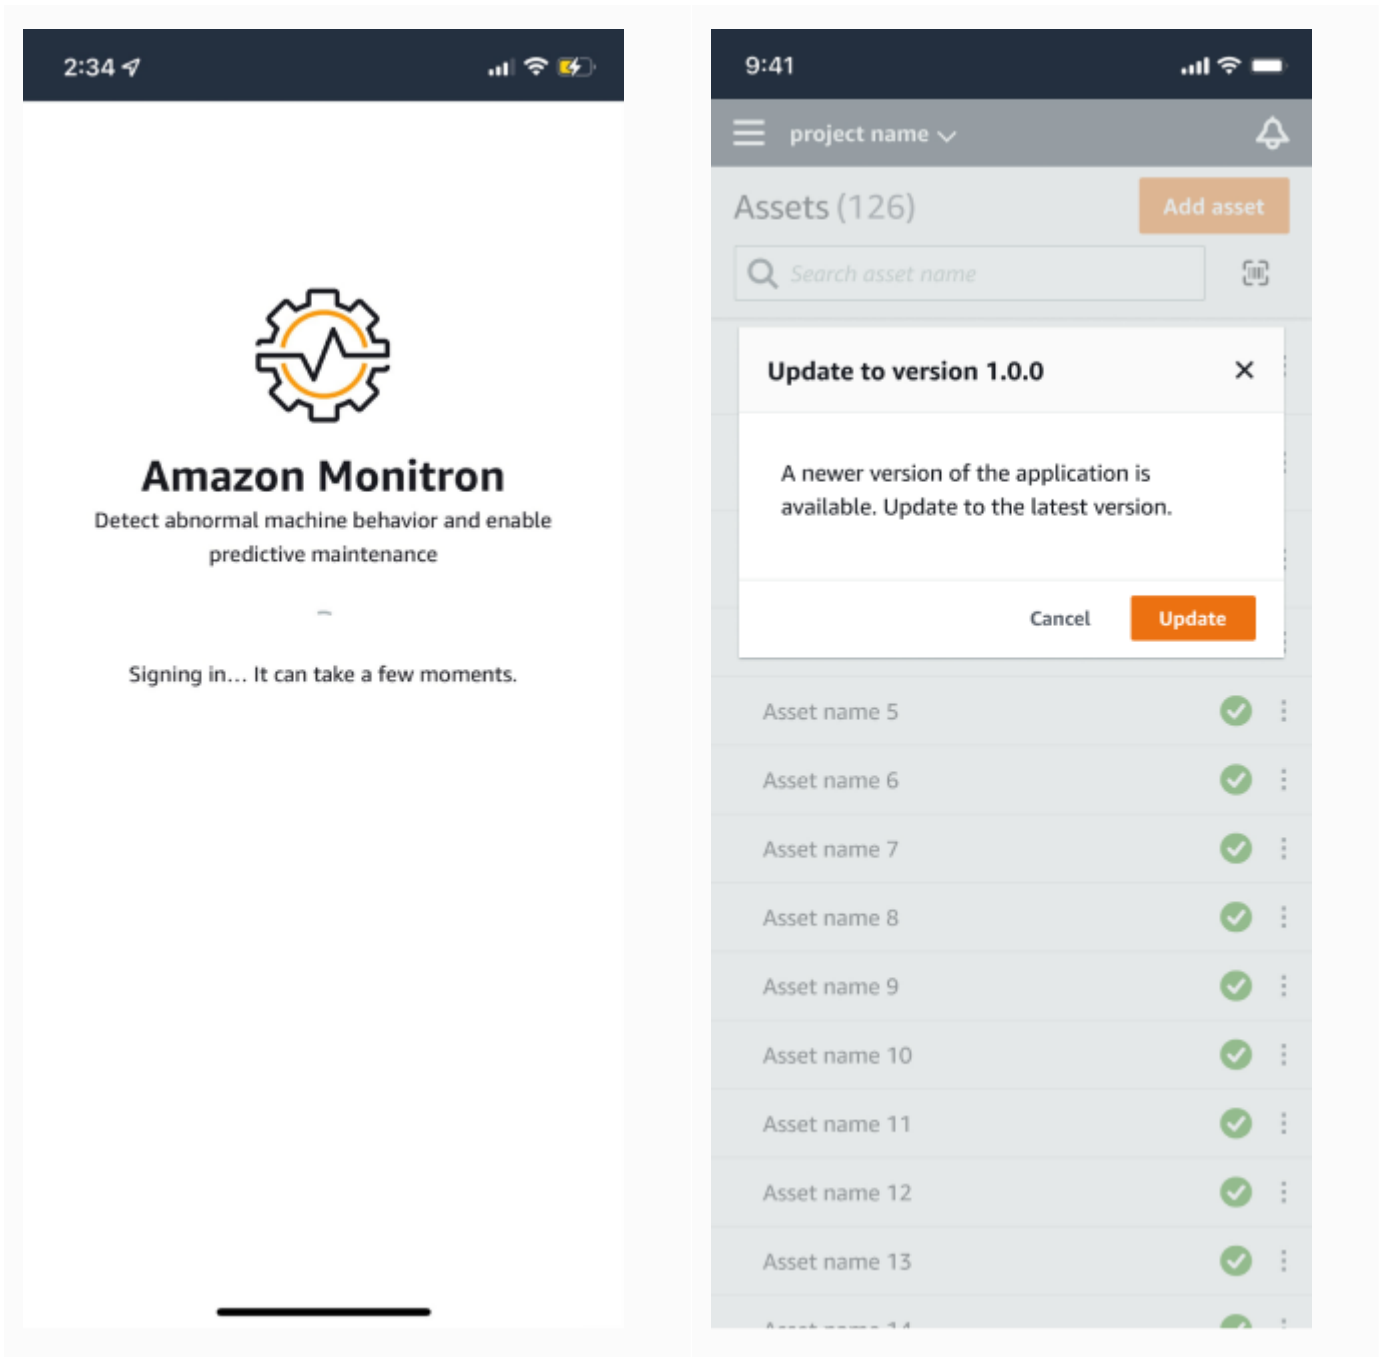 2:34
Amazon Monitron
Detect abnormal machine behavior and enable
predictive maintenance
Signing in... It can take a few moments.
9:41
project name
Assets (126)
Add asset
Search asset name
Update to version 1.0.0
A newer version of the application is
available. Update to the latest version.
Cancel
Update
Asset name 5
Asset name 6
Asset name 7
Asset name 8
Asset name 9
Asset name 10
Asset name 11
Asset name 12
Asset name 13
Asset name 14